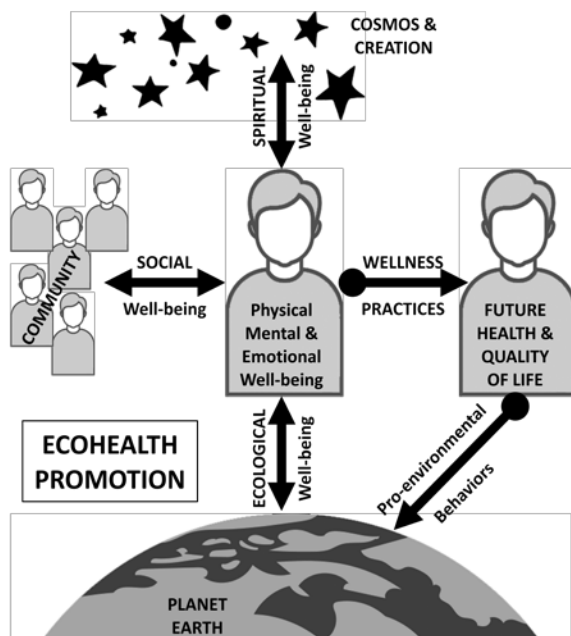 COSMOS &
CREATION
SPIRITUAL
Well-being
COMMUNITY
SOCIAL
Well-being
Physical
Mental &
Emotional
Well-being
WELLNESS
PRACTICES
FUTURE
HEALTH &
QUALITY
OF LIFE
ECOHEALTH
PROMOTION
ECOLOGICAL
Well-being
Pro-environmental
Behaviors
PLANET
EARTH